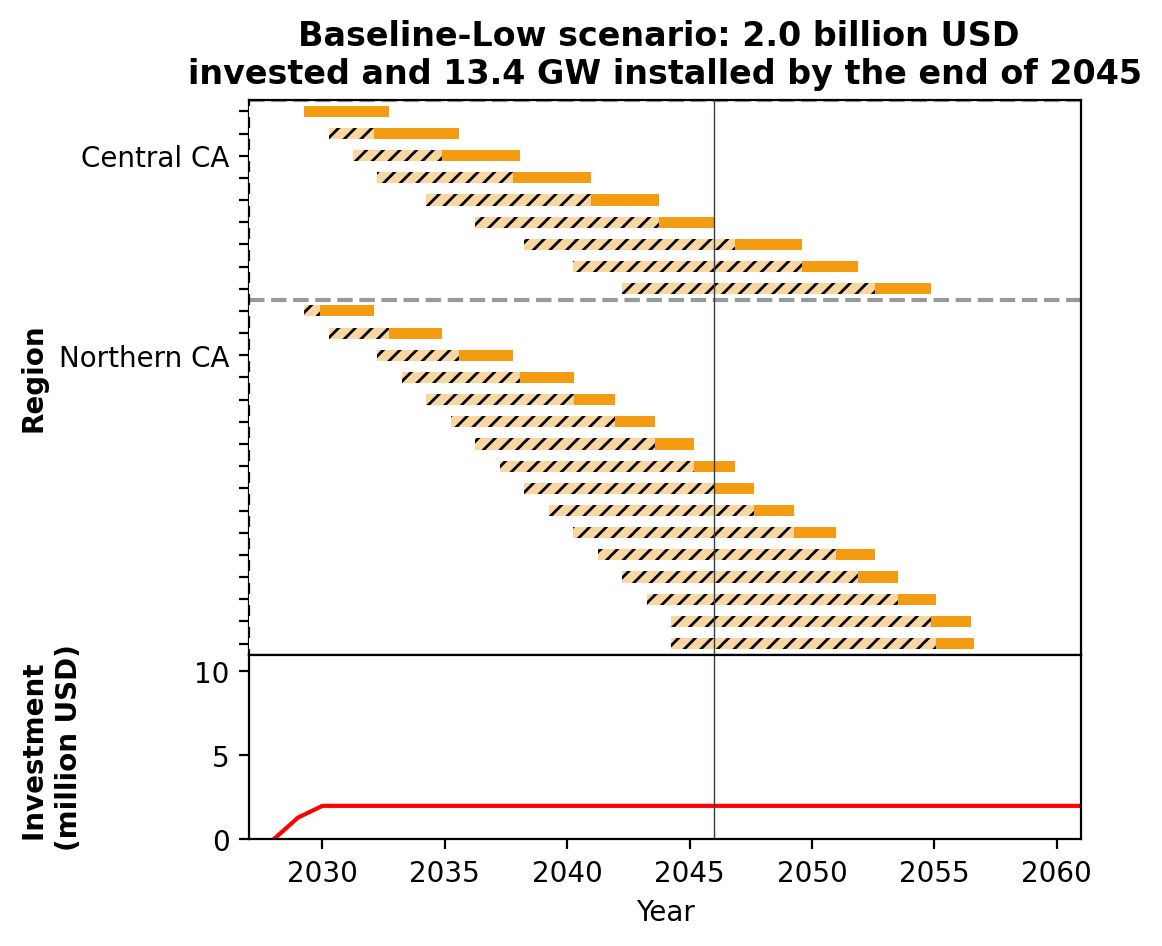 Baseline-Low scenario: 2.0 billion USD
invested and 13.4 GW installed by the end of 2045
Central CA
Northern CA
Region
10
5
0
Investment
(million USD)
2030 2035 2040 2045 2050 2055 2060
Year